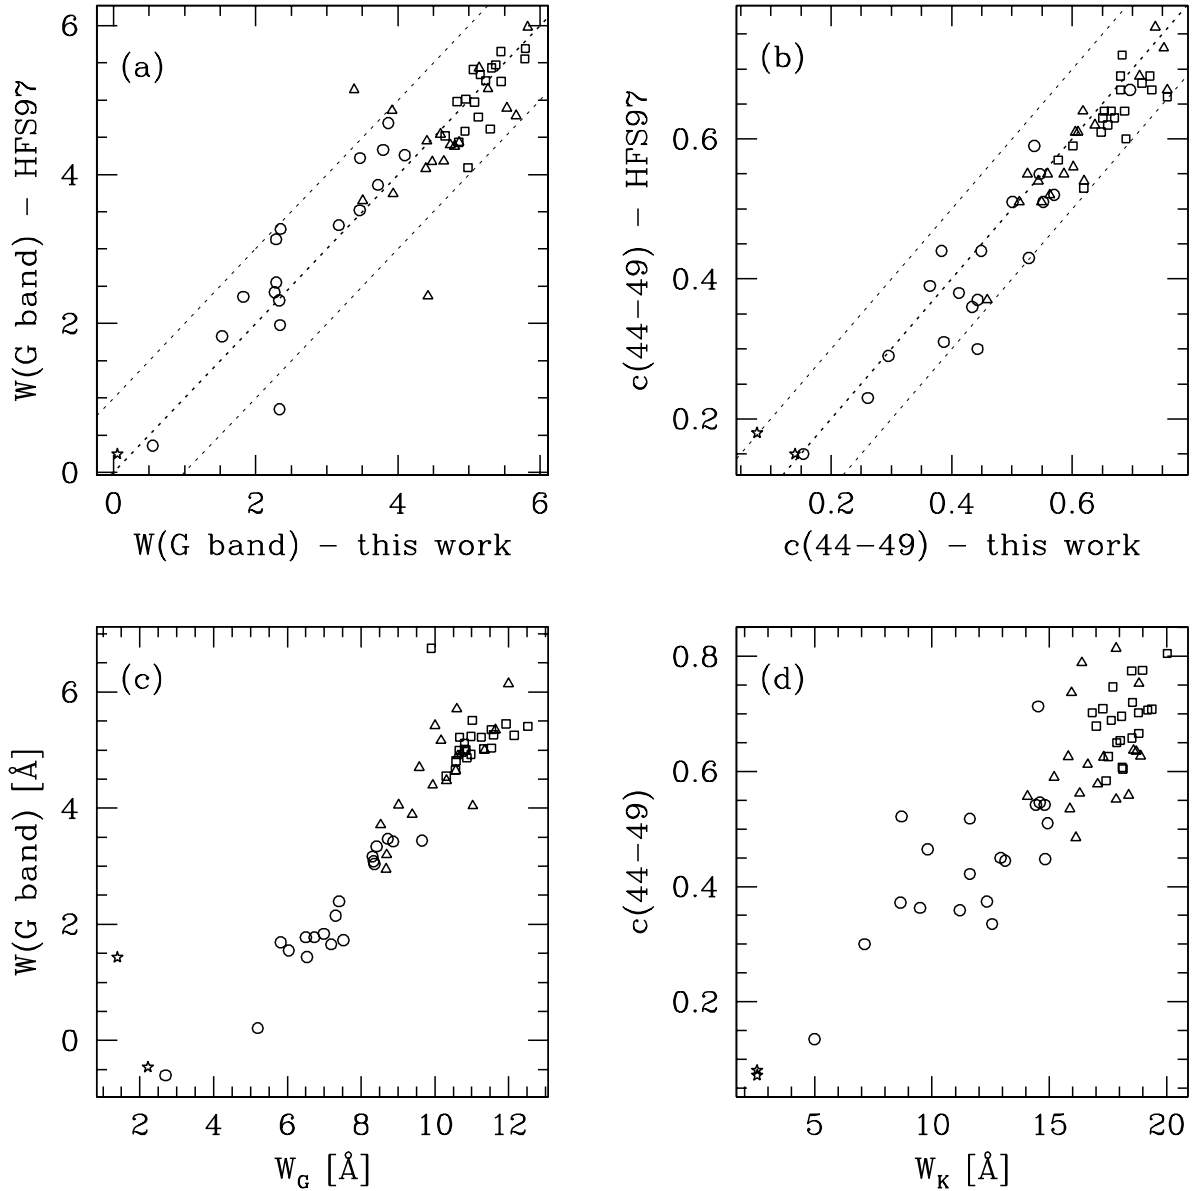 (a)
W(G band) − HFS97
6
4
2
0
0 2 4 6
W(G band) − this work
(b)
c(44−49) − HFS97
0.6
0.4
0.2
0.2 0.4 0.6
c(44−49) − this work
(c)
W(G band) [Å]
6
4
2
0
2 4 6 8 10 12
W_G [Å]
(d)
c(44−49)
0.8
0.6
0.4
0.2
5 10 15 20
W_K [Å]